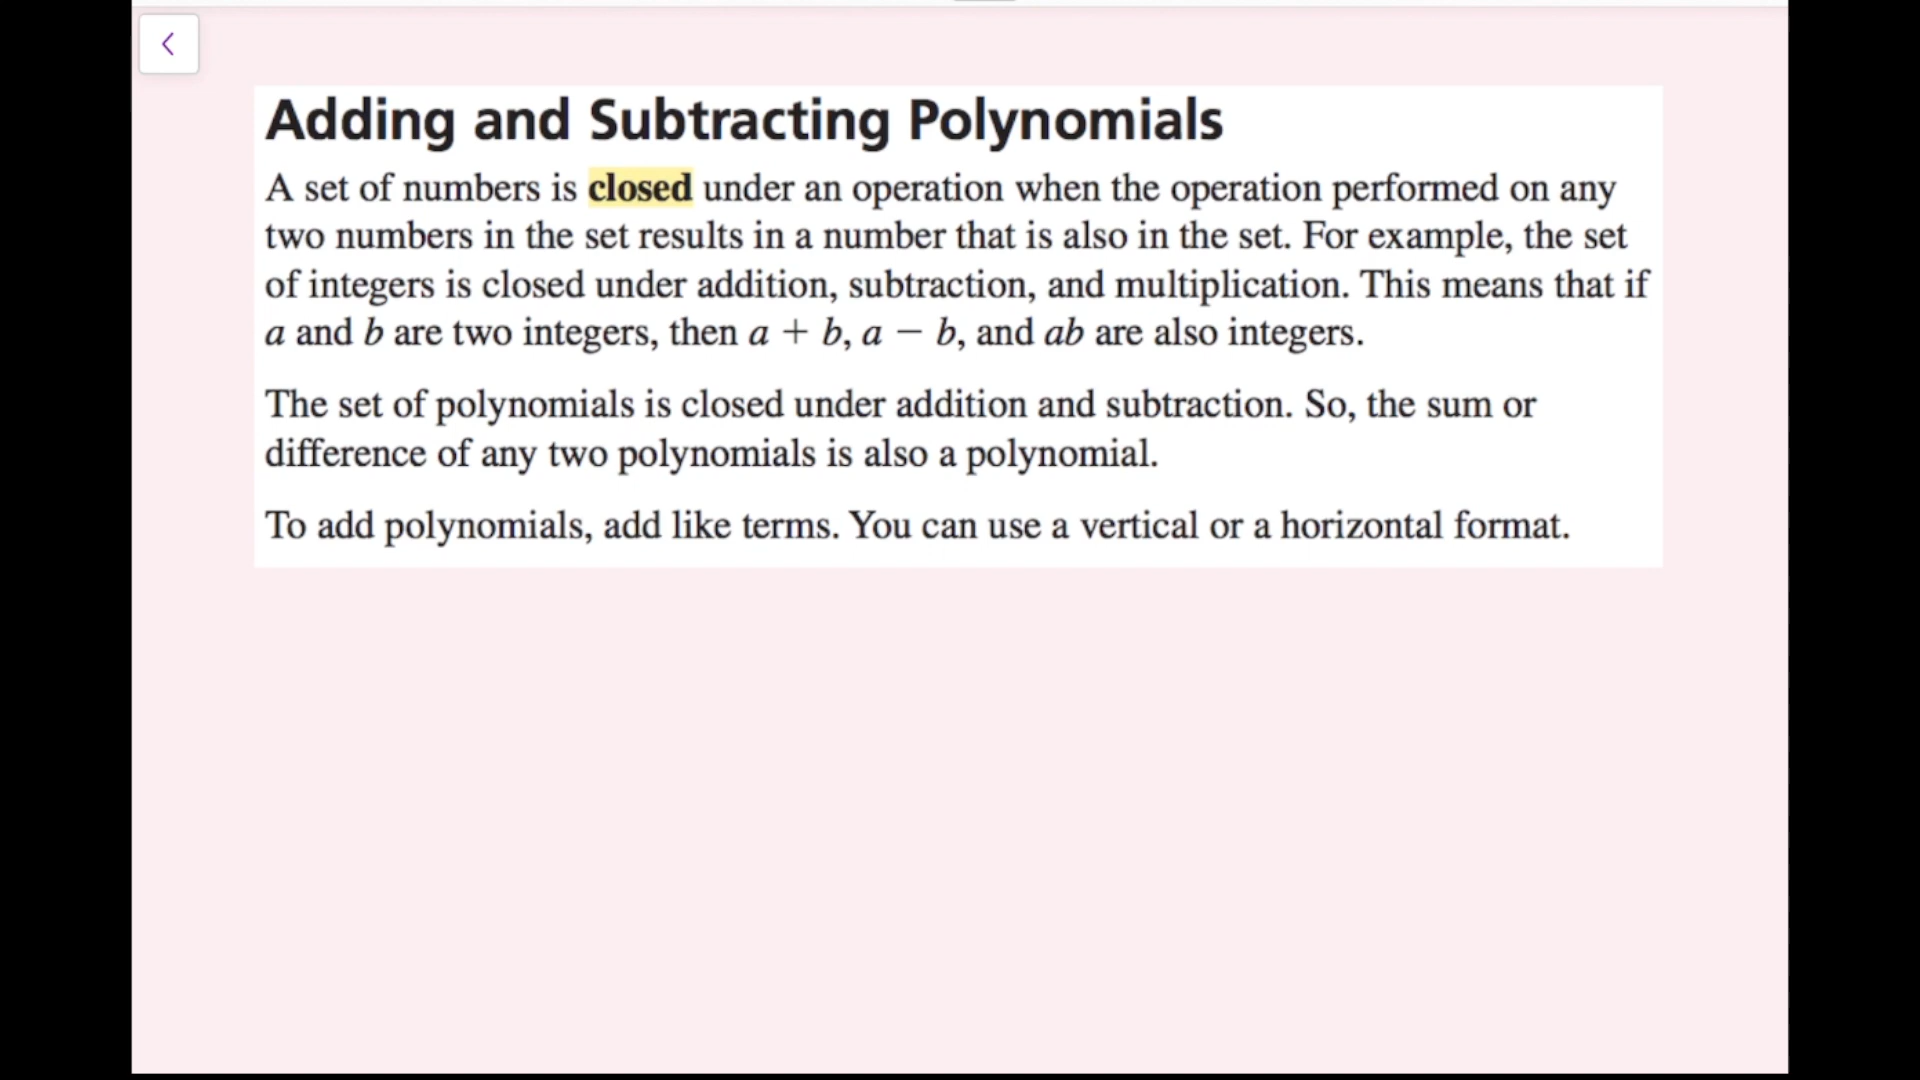 Adding and Subtracting Polynomials
A set of numbers is closed under an operation when the operation performed on any
two numbers in the set results in a number that is also in the set. For example, the set
of integers is closed under addition, subtraction, and multiplication. This means that if
a and b are two integers, then a + b, a − b, and ab are also integers.
The set of polynomials is closed under addition and subtraction. So, the sum or
difference of any two polynomials is also a polynomial.
To add polynomials, add like terms. You can use a vertical or a horizontal format.